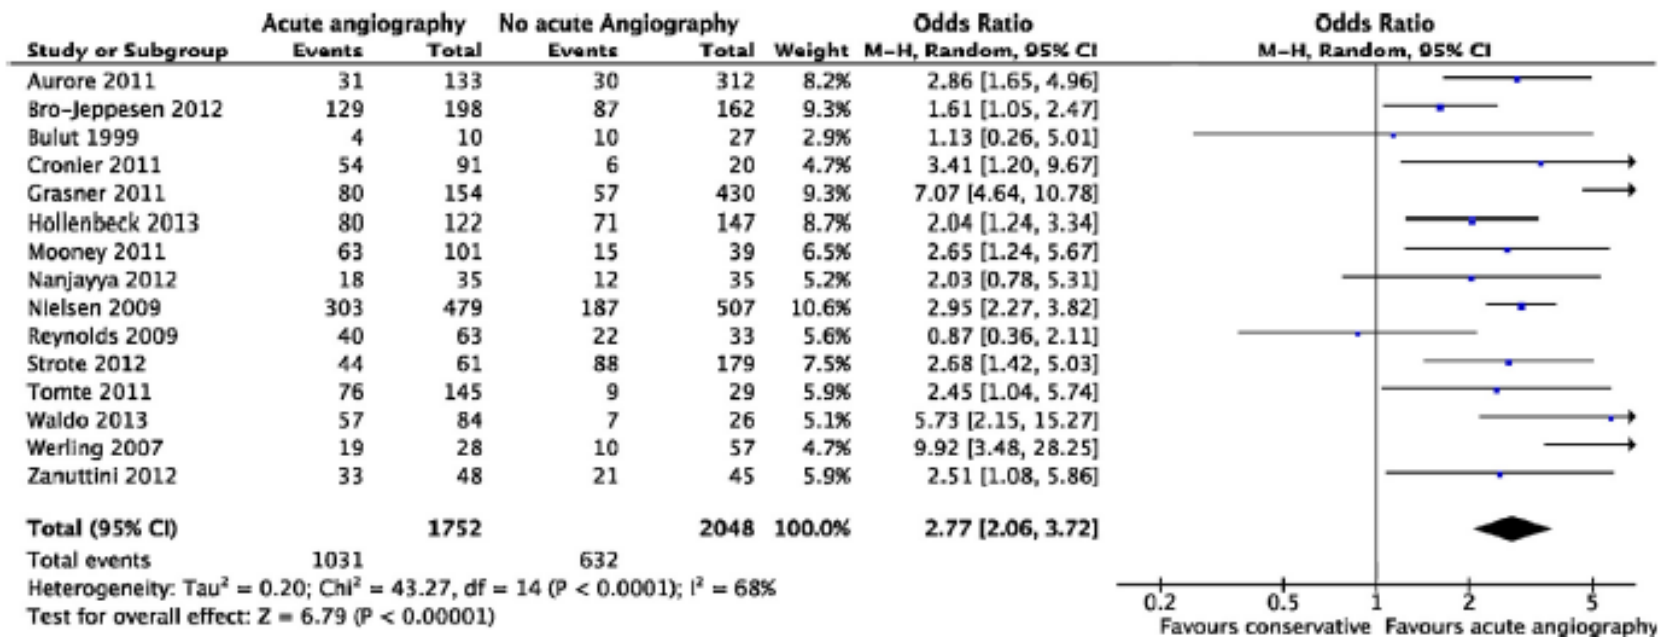 Acute angiography No acute Angiography Odds Ratio Odds Ratio
Study or Subgroup Events Total Events Total Weight M-H, Random, 95% CI M-H, Random, 95% CI
Aurore 2011 31 133 30 312 8.2% 2.86 [1.65, 4.96]
Bro-Jeppesen 2012 129 198 87 162 9.3% 1.61 [1.05, 2.47]
Bulut 1999 4 10 10 27 2.9% 1.13 [0.26, 5.01]
Cronier 2011 54 91 6 20 4.7% 3.41 [1.20, 9.67]
Grasner 2011 80 154 57 430 9.3% 7.07 [4.64, 10.78]
Hollenbeck 2013 80 122 71 147 8.7% 2.04 [1.24, 3.34]
Mooney 2011 63 101 15 39 6.5% 2.65 [1.24, 5.67]
Nanjayya 2012 18 35 12 35 5.2% 2.03 [0.78, 5.31]
Nielsen 2009 303 479 187 507 10.6% 2.95 [2.27, 3.82]
Reynolds 2009 40 63 22 33 5.6% 0.87 [0.36, 2.11]
Strote 2012 44 61 88 179 7.5% 2.68 [1.42, 5.03]
Tomte 2011 76 145 9 29 5.9% 2.45 [1.04, 5.74]
Waldo 2013 57 84 7 26 5.1% 5.73 [2.15, 15.27]
Werling 2007 19 28 10 57 4.7% 9.92 [3.48, 28.25]
Zanuttini 2012 33 48 21 45 5.9% 2.51 [1.08, 5.86]
Total (95% CI) 1752 2048 100.0% 2.77 [2.06, 3.72]
Total events 1031 632
Heterogeneity: Tau² = 0.20; Chi² = 43.27, df = 14 (P < 0.0001); I² = 68%
Test for overall effect: Z = 6.79 (P < 0.00001)
0.2 0.5 1 2 5
Favours conservative Favours acute angiography